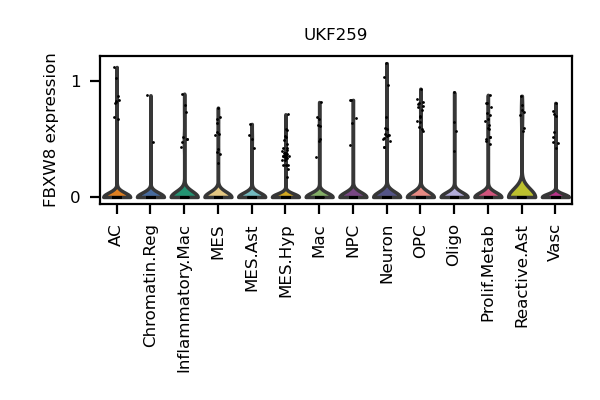 UKF259
FBXW8 expression
1
0
AC
Chromatin.Reg
Inflammatory.Mac
MES
MES.Ast
MES.Hyp
Mac
NPC
Neuron
OPC
Oligo
Prolif.Metab
Reactive.Ast
Vasc